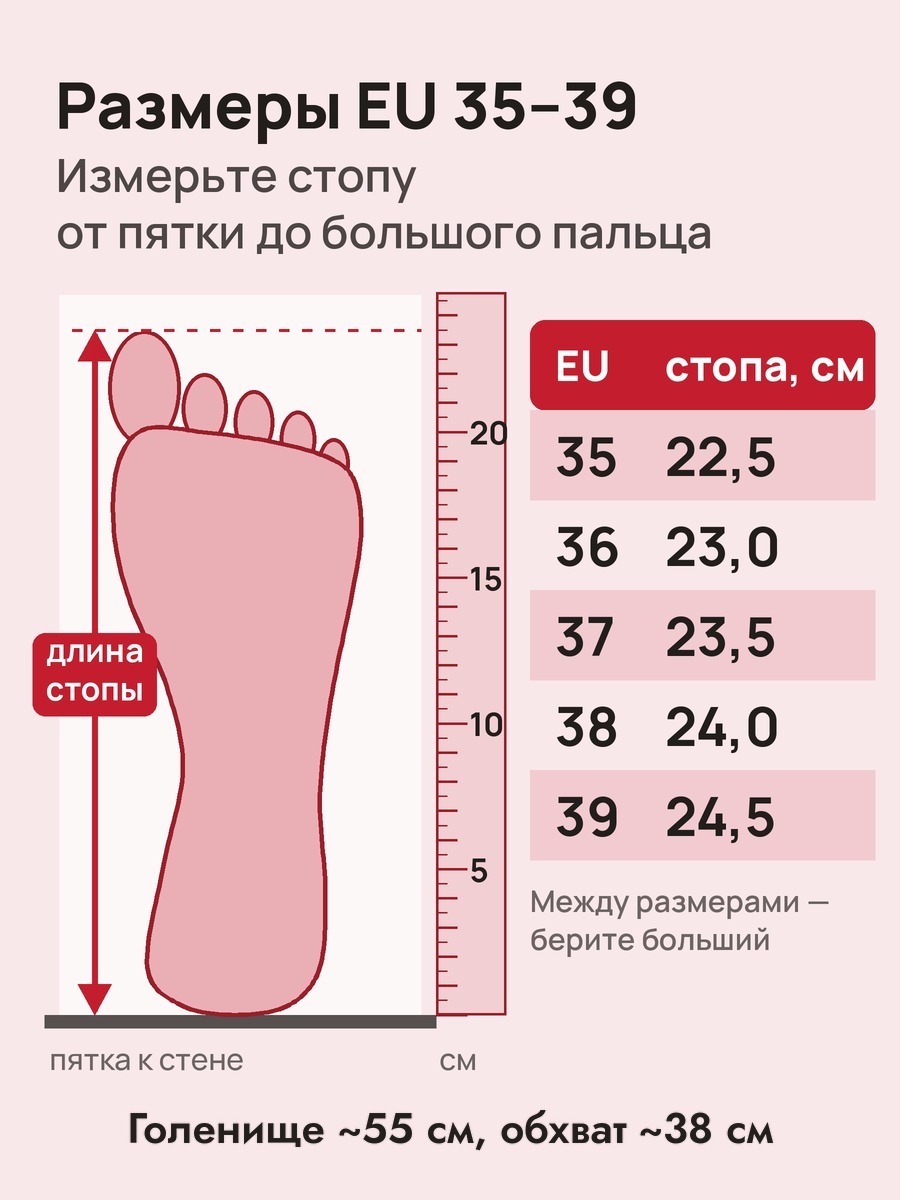 Размеры EU 35–39
Измерьте стопу
от пятки до большого пальца
EU стопа, см
35 22,5
36 23,0
37 23,5
38 24,0
39 24,5
Между размерами —
берите больший
20
15
10
5
длина
стопы
пятка к стене
см
Голенище ~55 см, обхват ~38 см